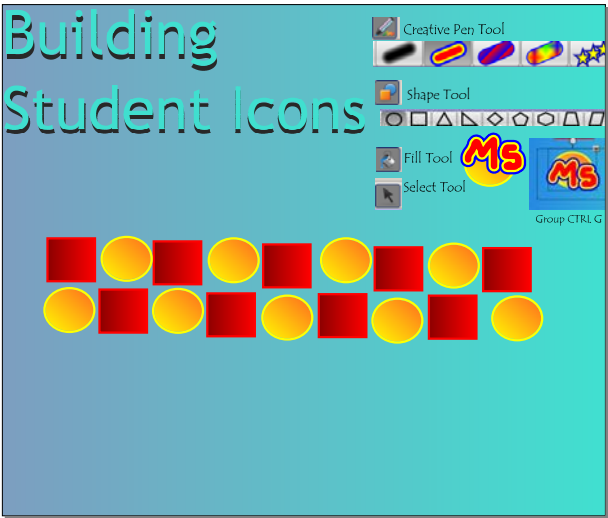 Building
Student Icons
Creative Pen Tool
Shape Tool
Fill Tool
Ms
Select Tool
Ms
Group CTRL G